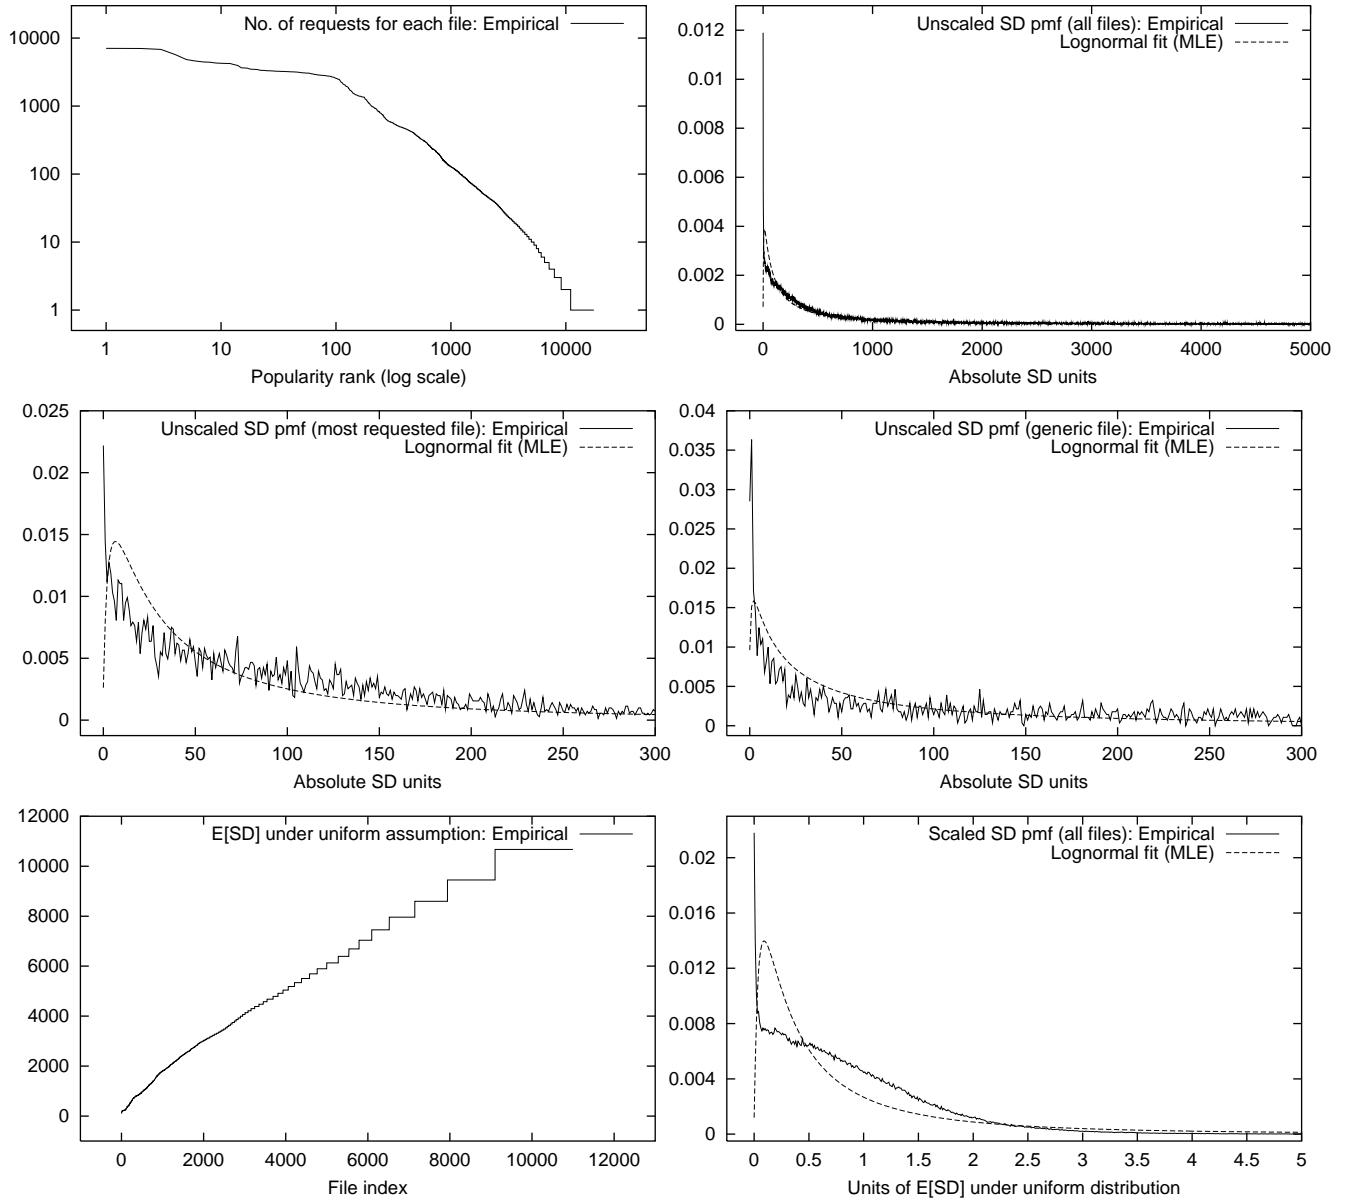 No. of requests for each file: Empirical
10000
1000
100
10
1
1 10 100 1000 10000
Popularity rank (log scale)
Unscaled SD pmf (all files): Empirical
Lognormal fit (MLE)
0.012
0.01
0.008
0.006
0.004
0.002
0
0 1000 2000 3000 4000 5000
Absolute SD units
Unscaled SD pmf (most requested file): Empirical
Lognormal fit (MLE)
0.025
0.02
0.015
0.01
0.005
0
0 50 100 150 200 250 300
Absolute SD units
Unscaled SD pmf (generic file): Empirical
Lognormal fit (MLE)
0.04
0.035
0.03
0.025
0.02
0.015
0.01
0.005
0
0 50 100 150 200 250 300
Absolute SD units
E[SD] under uniform assumption: Empirical
12000
10000
8000
6000
4000
2000
0
0 2000 4000 6000 8000 10000 12000
File index
Scaled SD pmf (all files): Empirical
Lognormal fit (MLE)
0.02
0.016
0.012
0.008
0.004
0
0 0.5 1 1.5 2 2.5 3 3.5 4 4.5 5
Units of E[SD] under uniform distribution